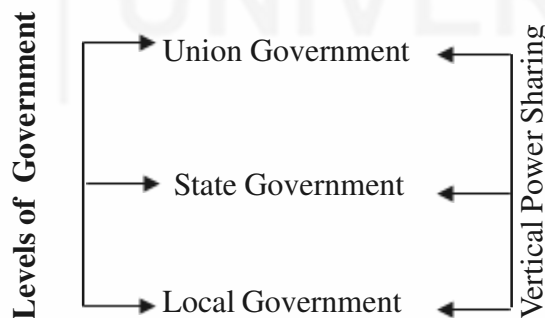 Levels of Government
Union Government
State Government
Local Government
Vertical Power Sharing